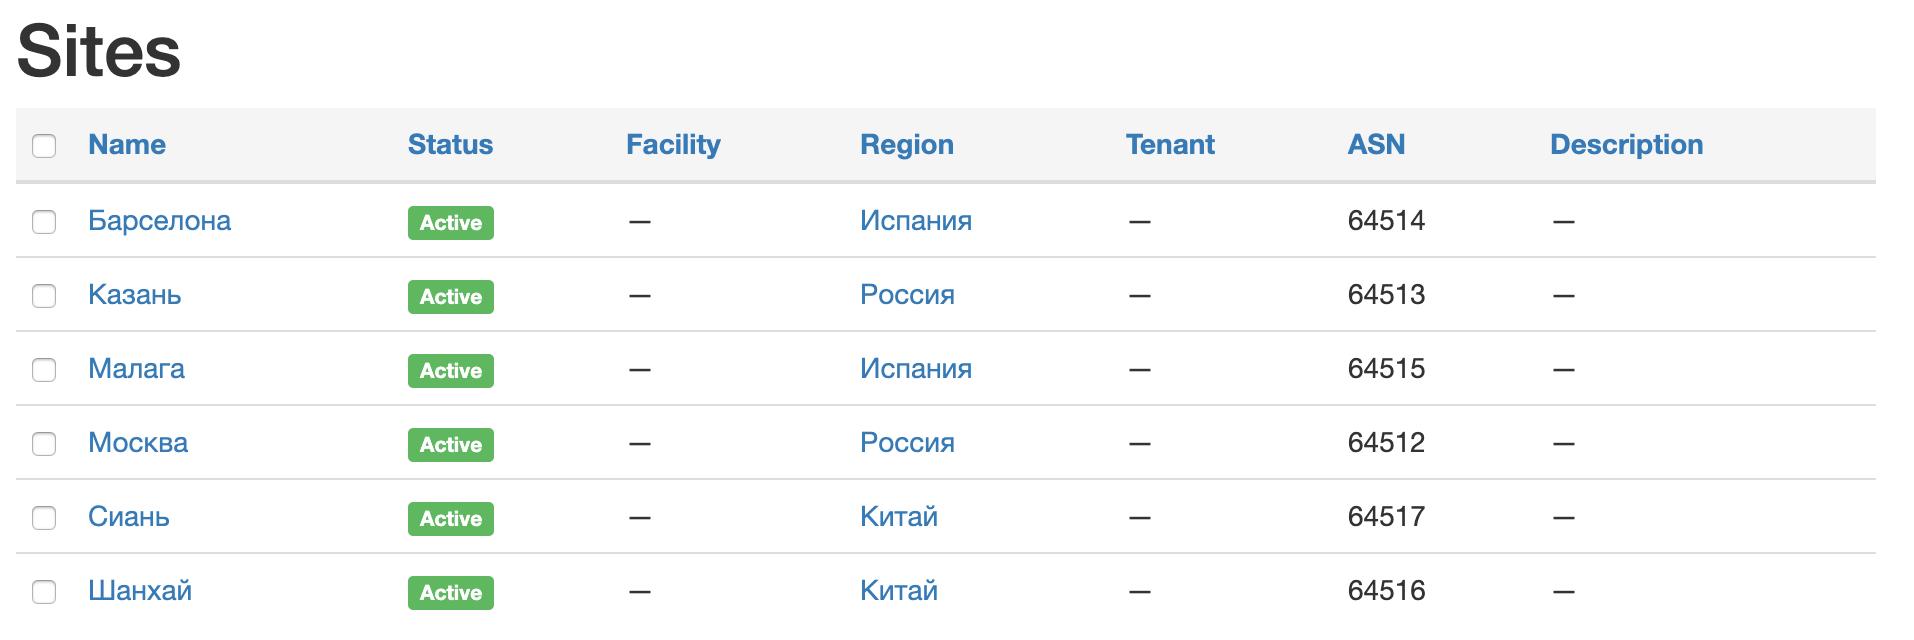 Sites
Name Status Facility Region Tenant ASN Description
Барселона Active — Испания — 64514 —
Казань Active — Россия — 64513 —
Малага Active — Испания — 64515 —
Москва Active — Россия — 64512 —
Сиань Active — Китай — 64517 —
Шанхай Active — Китай — 64516 —